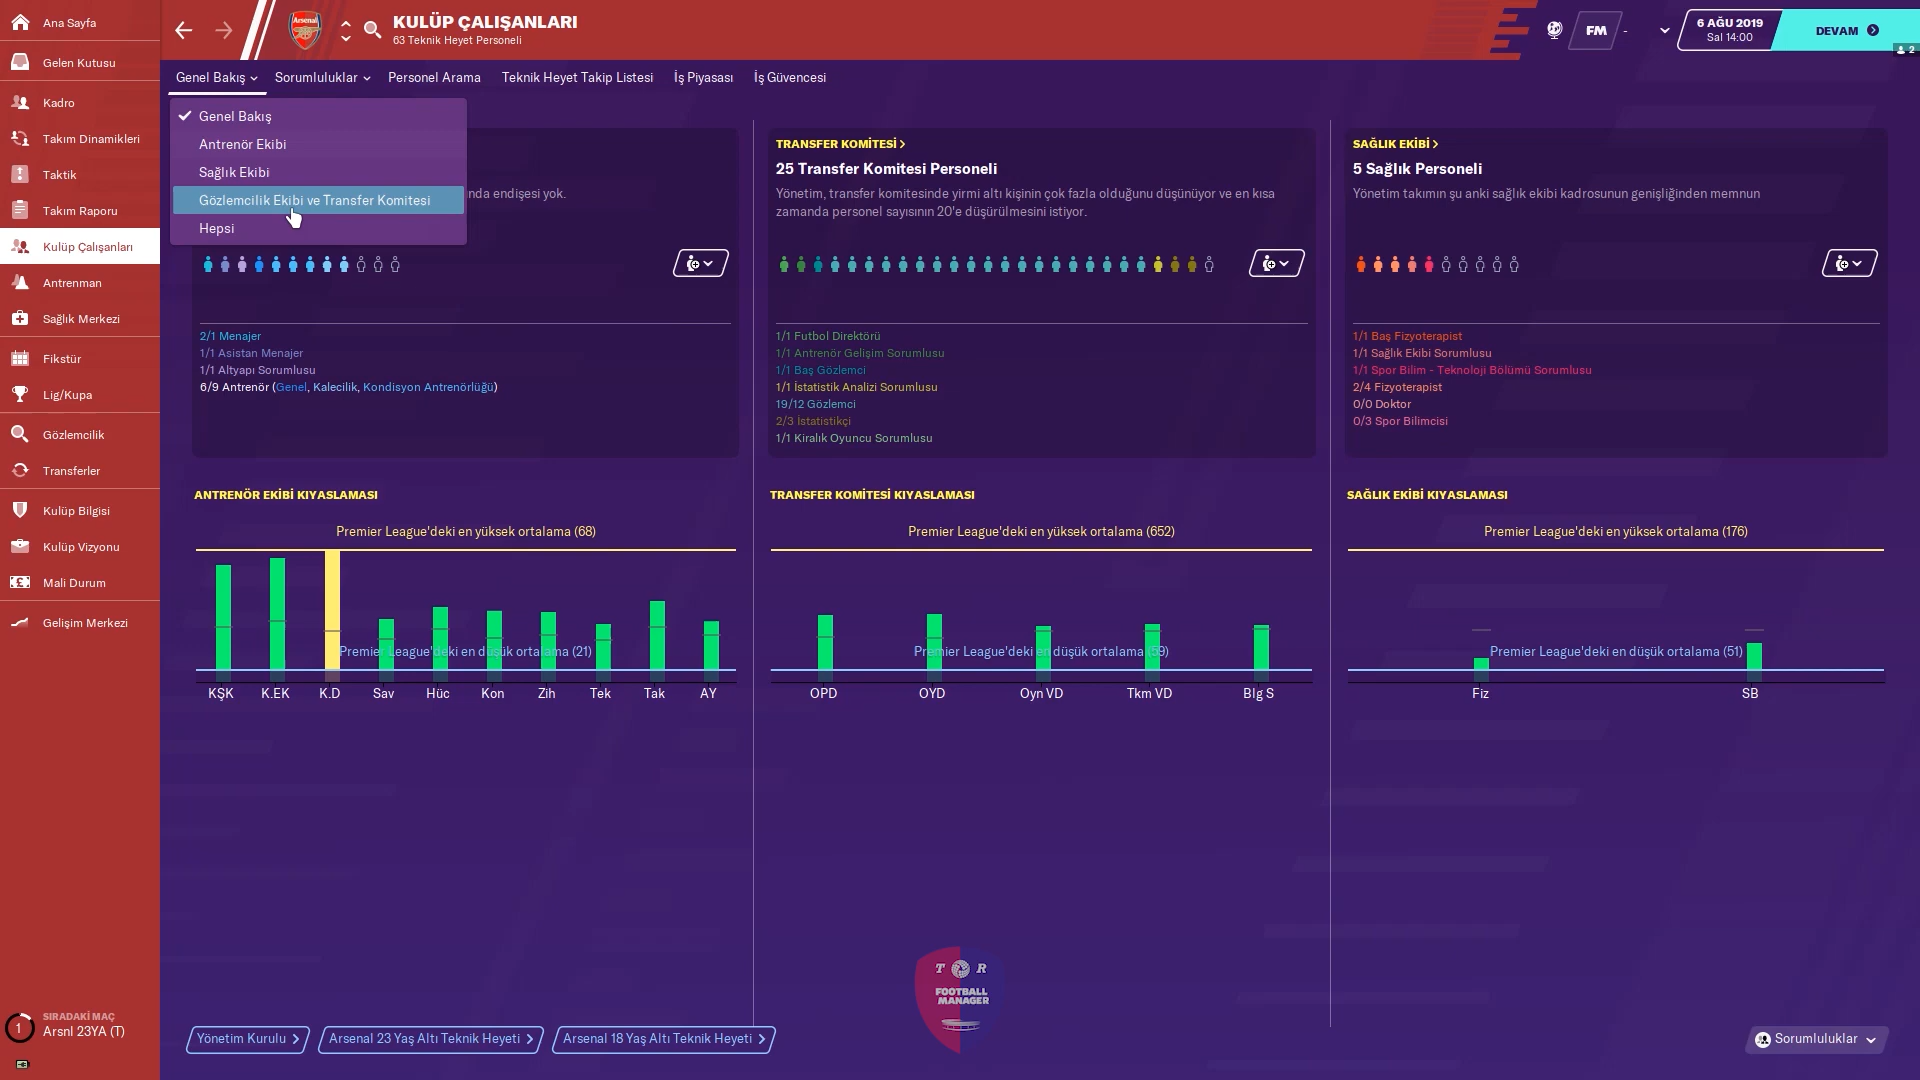 Ana Sayfa
Gelen Kutusu
Kadro
Takım Dinamikleri
Taktik
Takım Raporu
Kulüp Çalışanları
Antrenman
Sağlık Merkezi
Fikstür
Lig/Kupa
Gözlemcilik
Transferler
Kulüp Bilgisi
Kulüp Vizyonu
Mali Durum
Gelişim Merkezi
SIRADAKİ MAÇ
1
Arsnl 23YA (T)
Arsenal
KULÜP ÇALIŞANLARI
63 Teknik Heyet Personeli
FM -
6 AĞU 2019
Sal 14:00
DEVAM
2
Genel Bakış Sorumluluklar Personel Arama Teknik Heyet Takip Listesi İş Piyasası İş Güvencesi
Genel Bakış
Antrenör Ekibi
Sağlık Ekibi
Gözlemcilik Ekibi ve Transfer Komitesi
Hepsi
nda endişesi yok.
2/1 Menajer
1/1 Asistan Menajer
1/1 Altyapı Sorumlusu
6/9 Antrenör (Genel, Kalecilik, Kondisyon Antrenörlüğü)
TRANSFER KOMİTESİ
25 Transfer Komitesi Personeli
Yönetim, transfer komitesinde yirmi altı kişinin çok fazla olduğunu düşünüyor ve en kısa
zamanda personel sayısının 20'e düşürülmesini istiyor.
1/1 Futbol Direktörü
1/1 Antrenör Gelişim Sorumlusu
1/1 Baş Gözlemci
1/1 İstatistik Analizi Sorumlusu
19/12 Gözlemci
2/3 İstatistikçi
1/1 Kiralık Oyuncu Sorumlusu
SAĞLIK EKİBİ
5 Sağlık Personeli
Yönetim takımın şu anki sağlık ekibi kadrosunun genişliğinden memnun
1/1 Baş Fizyoterapist
1/1 Sağlık Ekibi Sorumlusu
1/1 Spor Bilim - Teknoloji Bölümü Sorumlusu
2/4 Fizyoterapist
0/0 Doktor
0/3 Spor Bilimcisi
ANTRENÖR EKİBİ KIYASLAMASI
Premier League'deki en yüksek ortalama (68)
Premier League'deki en düşük ortalama (21)
KŞK K.EK K.D Sav Hüc Kon Zih Tek Tak AY
TRANSFER KOMİTESİ KIYASLAMASI
Premier League'deki en yüksek ortalama (652)
Premier League'deki en düşük ortalama (59)
OPD OYD Oyn VD Tkm VD Blg S
SAĞLIK EKİBİ KIYASLAMASI
Premier League'deki en yüksek ortalama (176)
Premier League'deki en düşük ortalama (51)
Fiz SB
T R
FOOTBALL
MANAGER
Yönetim Kurulu Arsenal 23 Yaş Altı Teknik Heyeti Arsenal 18 Yaş Altı Teknik Heyeti
Sorumluluklar